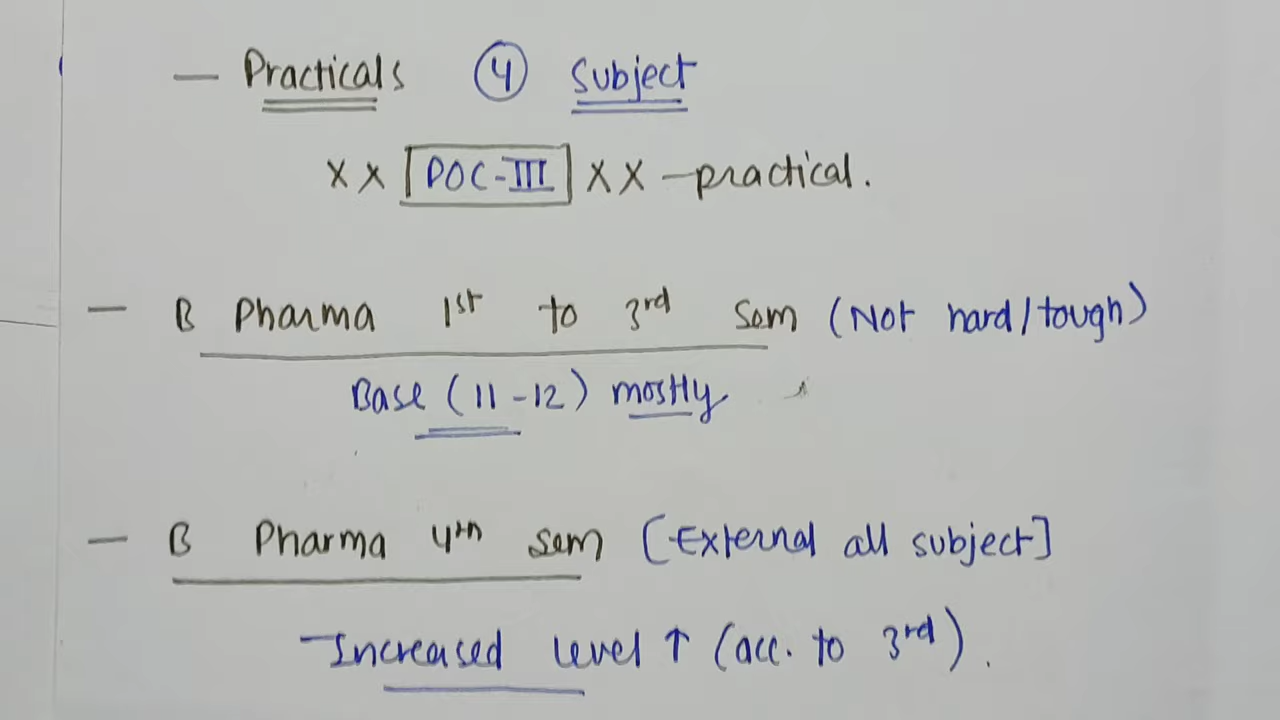 — Practicals ④ Subject
X X POC-III X X - practical.
— B Pharma 1st to 3rd Sem (Not hard/tough)
Base (11-12) mostly
— B Pharma 4th sem [External all subject]
- Increased level ↑ (acc. to 3rd).